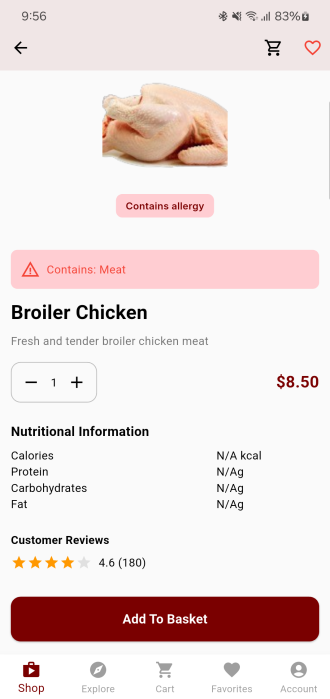 9:56
83%
Contains allergy
Contains: Meat
Broiler Chicken
Fresh and tender broiler chicken meat
1
$8.50
Nutritional Information
Calories N/A kcal
Protein N/Ag
Carbohydrates N/Ag
Fat N/Ag
Customer Reviews
4.6 (180)
Add To Basket
Shop Explore Cart Favorites Account